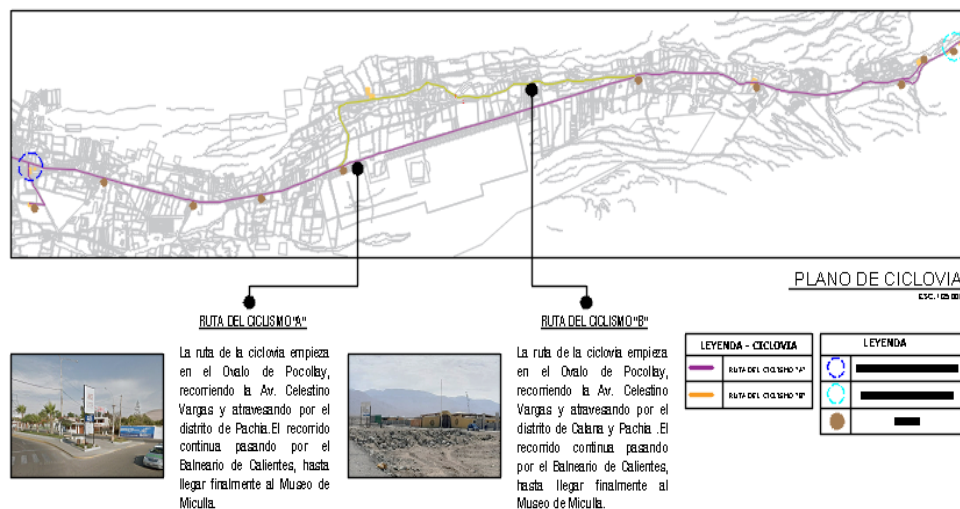 PLANO DE CICLOVIA
RUTA DEL CICLISMO "A"
La ruta de la ciclovia empieza
en el Ovalo de Pocollay,
recorriendo la Av. Celestino
Vargas y atravesando por el
distrito de Pachia.El recorrido
continua pasando por el
Balneario de Calientes, hasta
llegar finalmente al Museo de
Miculla.
RUTA DEL CICLISMO "B"
La ruta de la ciclovia empieza
en el Ovalo de Pocollay,
recorriendo la Av. Celestino
Vargas y atravesando por el
distrito de Calana y Pachia .El
recorrido continua pasando
por el Balneario de Calientes,
hasta llegar finalmente al
Museo de Miculla.
LEYENDA - CICLOVIA
RUTA DEL CICLISMO "A"
RUTA DEL CICLISMO "B"
LEYENDA